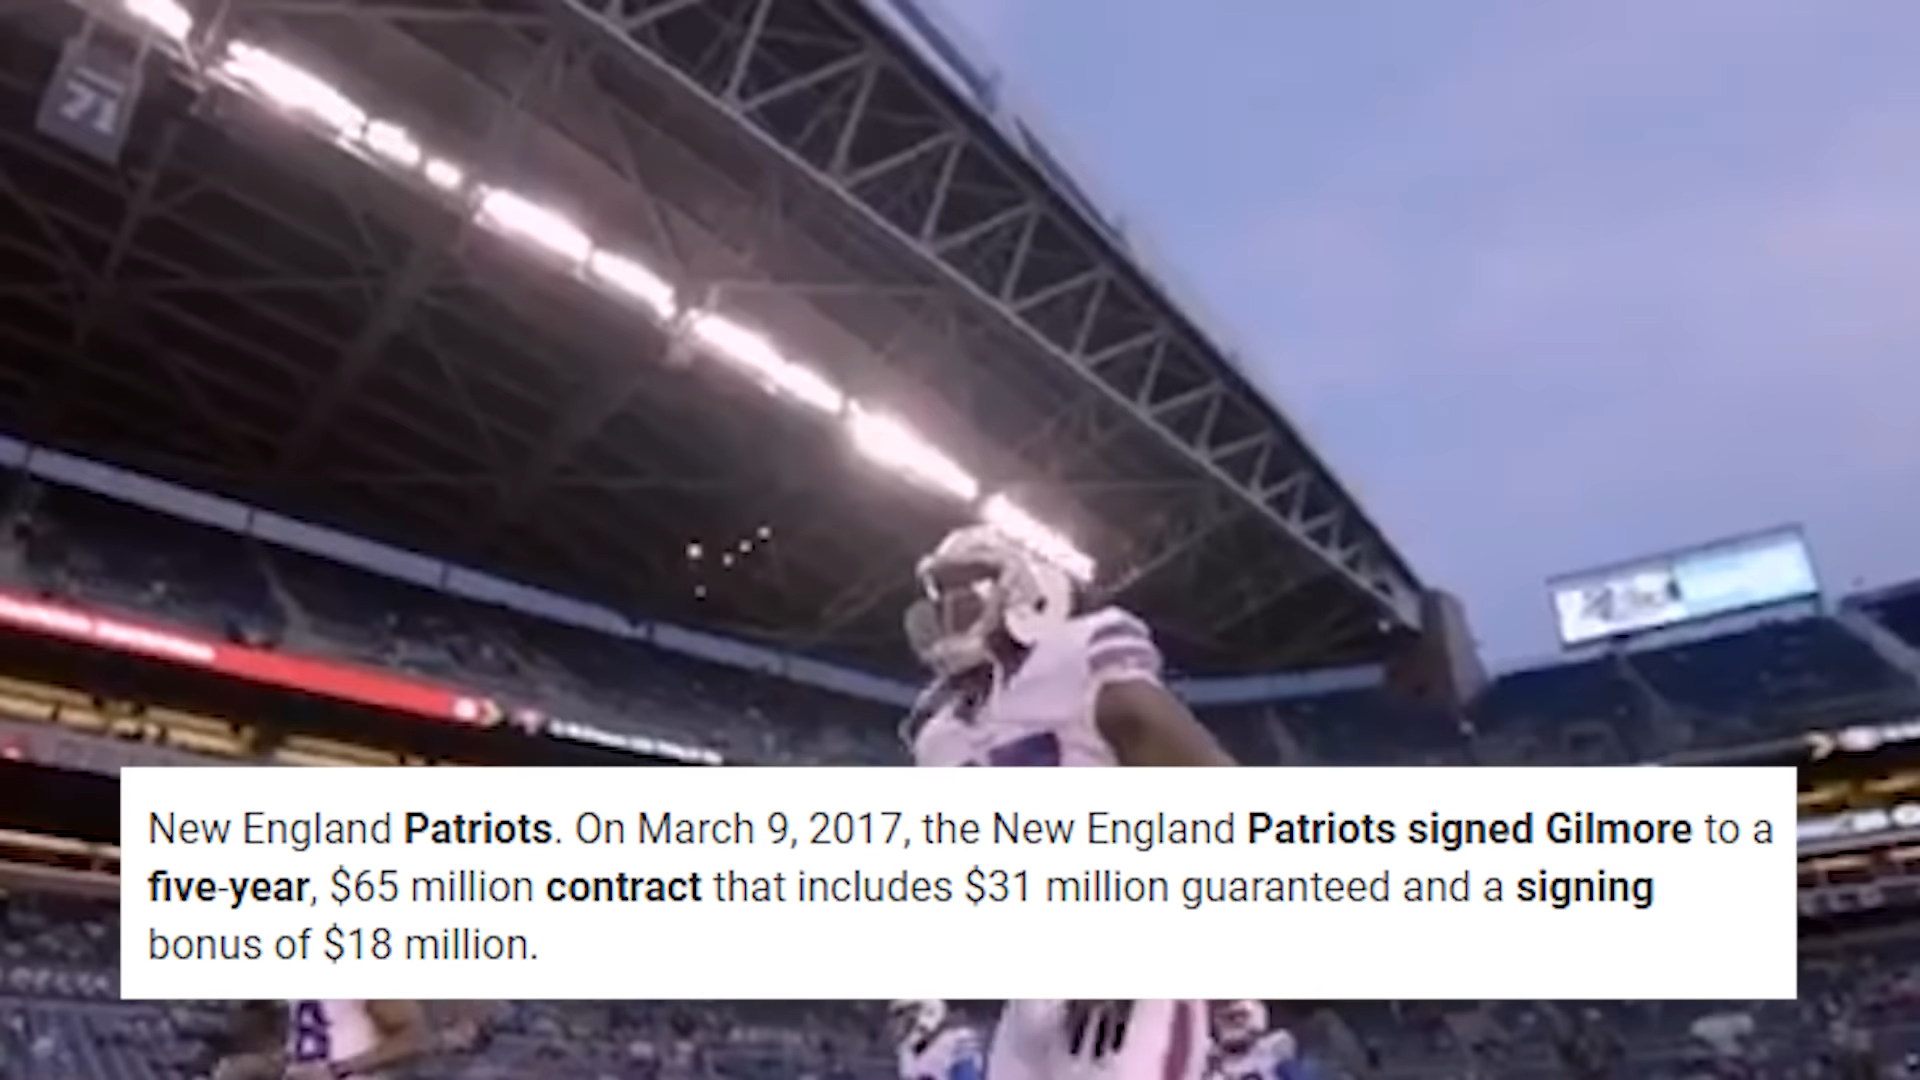 71
New England Patriots. On March 9, 2017, the New England Patriots signed Gilmore to a
five-year, $65 million contract that includes $31 million guaranteed and a signing
bonus of $18 million.